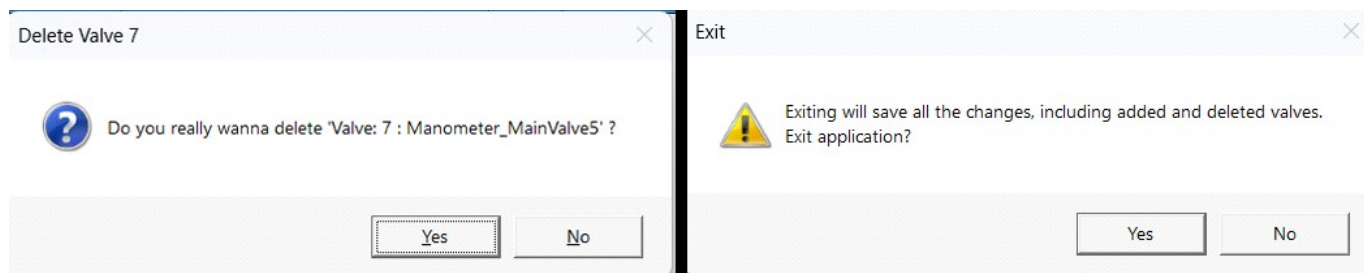 Delete Valve 7
Do you really wanna delete 'Valve: 7 : Manometer_MainValve5' ?
Yes
No
Exit
Exiting will save all the changes, including added and deleted valves.
Exit application?
Yes
No